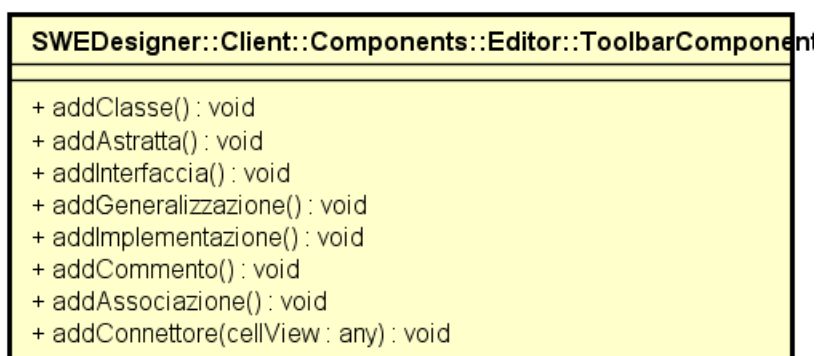 SWEDesigner::Client::Components::Editor::ToolbarComponent
+ addClasse() : void
+ addAstratta() : void
+ addInterfaccia() : void
+ addGeneralizzazione() : void
+ addImplementazione() : void
+ addCommento() : void
+ addAssociazione() : void
+ addConnettore(cellView : any) : void